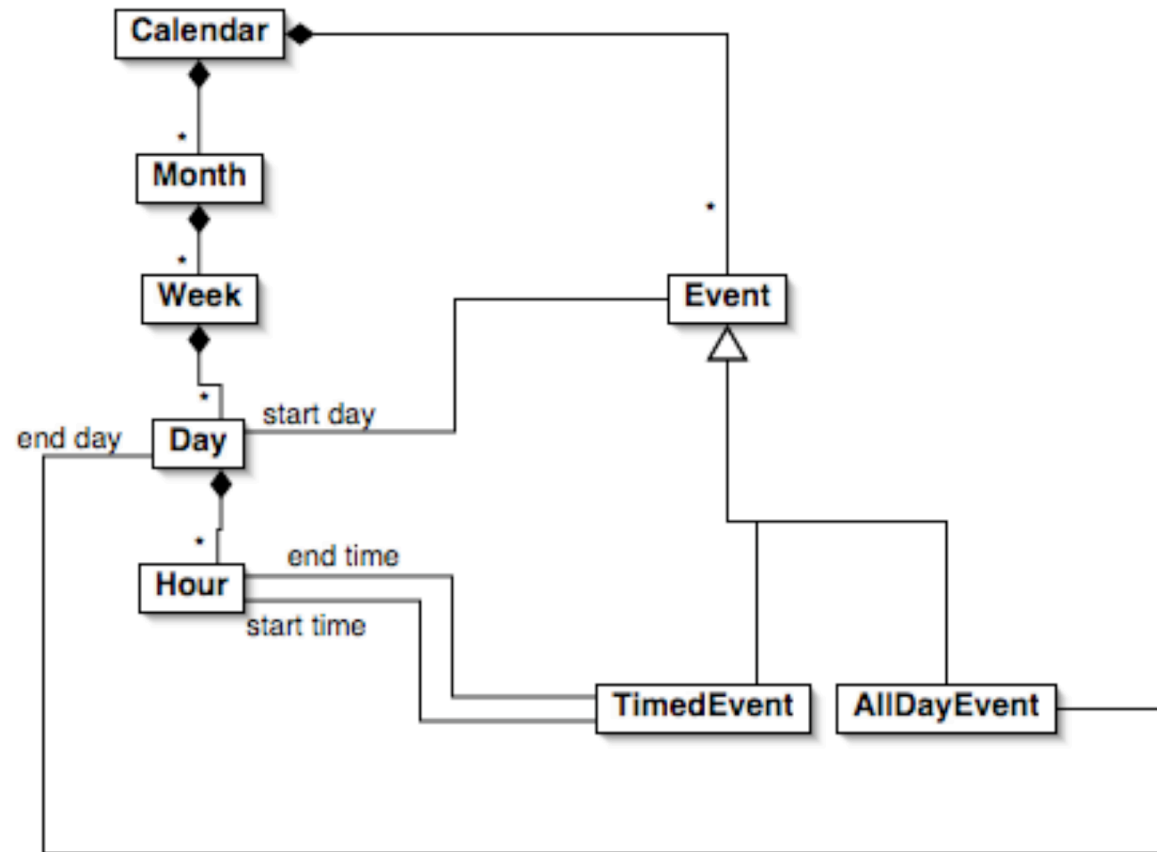 Calendar
*
Month
*
*
Week
Event
*
start day
end day
Day
*
end time
Hour
start time
TimedEvent
AllDayEvent